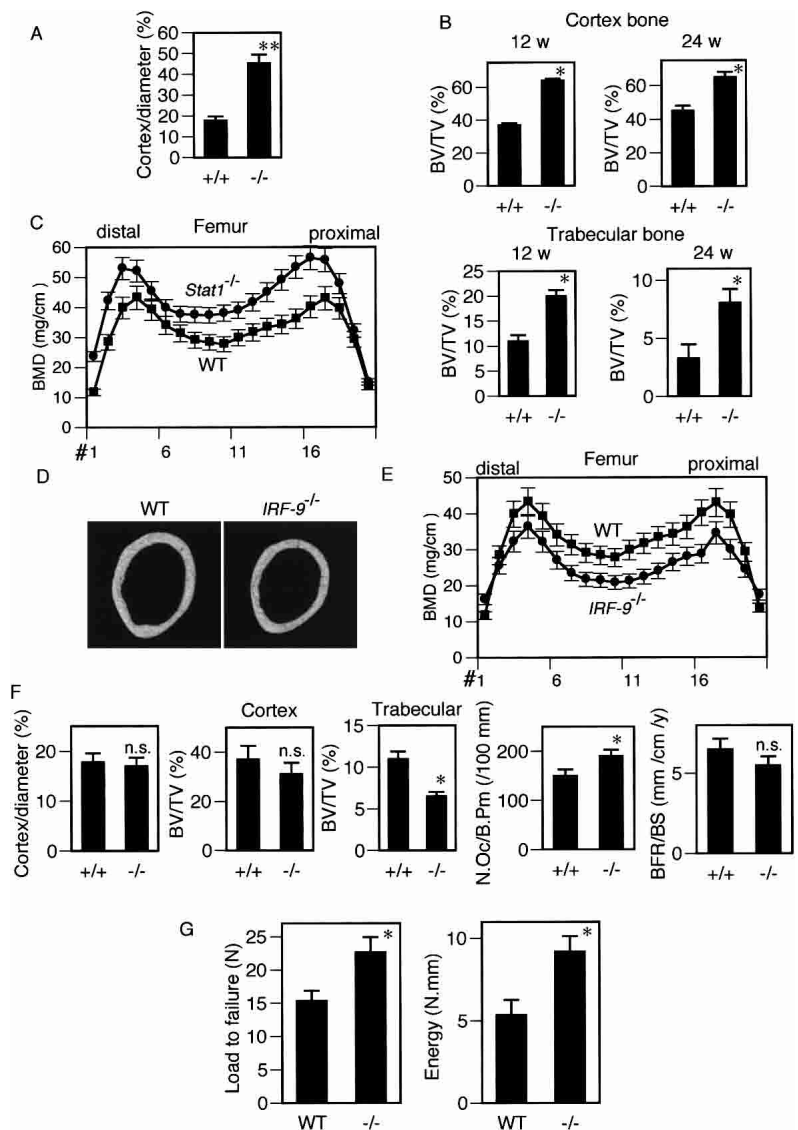 A
Cortex/diameter (%)
60
50
40
30
20
10
0
**
+/+ -/-
B
Cortex bone
12 w
BV/TV (%)
60
40
20
0
*
+/+ -/-
24 w
BV/TV (%)
60
40
20
0
*
+/+ -/-
Trabecular bone
12 w
BV/TV (%)
25
20
15
10
5
0
*
+/+ -/-
24 w
BV/TV (%)
10
5
0
*
+/+ -/-
C
distal Femur proximal
BMD (mg/cm)
60
50
40
30
20
10
0
Stat1-/-
WT
#1 6 11 16
D
WT IRF-9-/-
E
distal Femur proximal
BMD (mg/cm)
50
40
30
20
10
0
WT
IRF-9-/-
#1 6 11 16
F
Cortex/diameter (%)
20
10
0
n.s.
+/+ -/-
Cortex
BV/TV (%)
40
20
0
n.s.
+/+ -/-
Trabecular
BV/TV (%)
15
10
5
0
*
+/+ -/-
N.Oc/B.Pm (/100 mm)
200
100
0
*
+/+ -/-
BFR/BS (mm /cm /y)
5
0
n.s.
+/+ -/-
G
Load to failure (N)
25
20
15
10
5
0
*
WT -/-
Energy (N.mm)
10
5
0
*
WT -/-